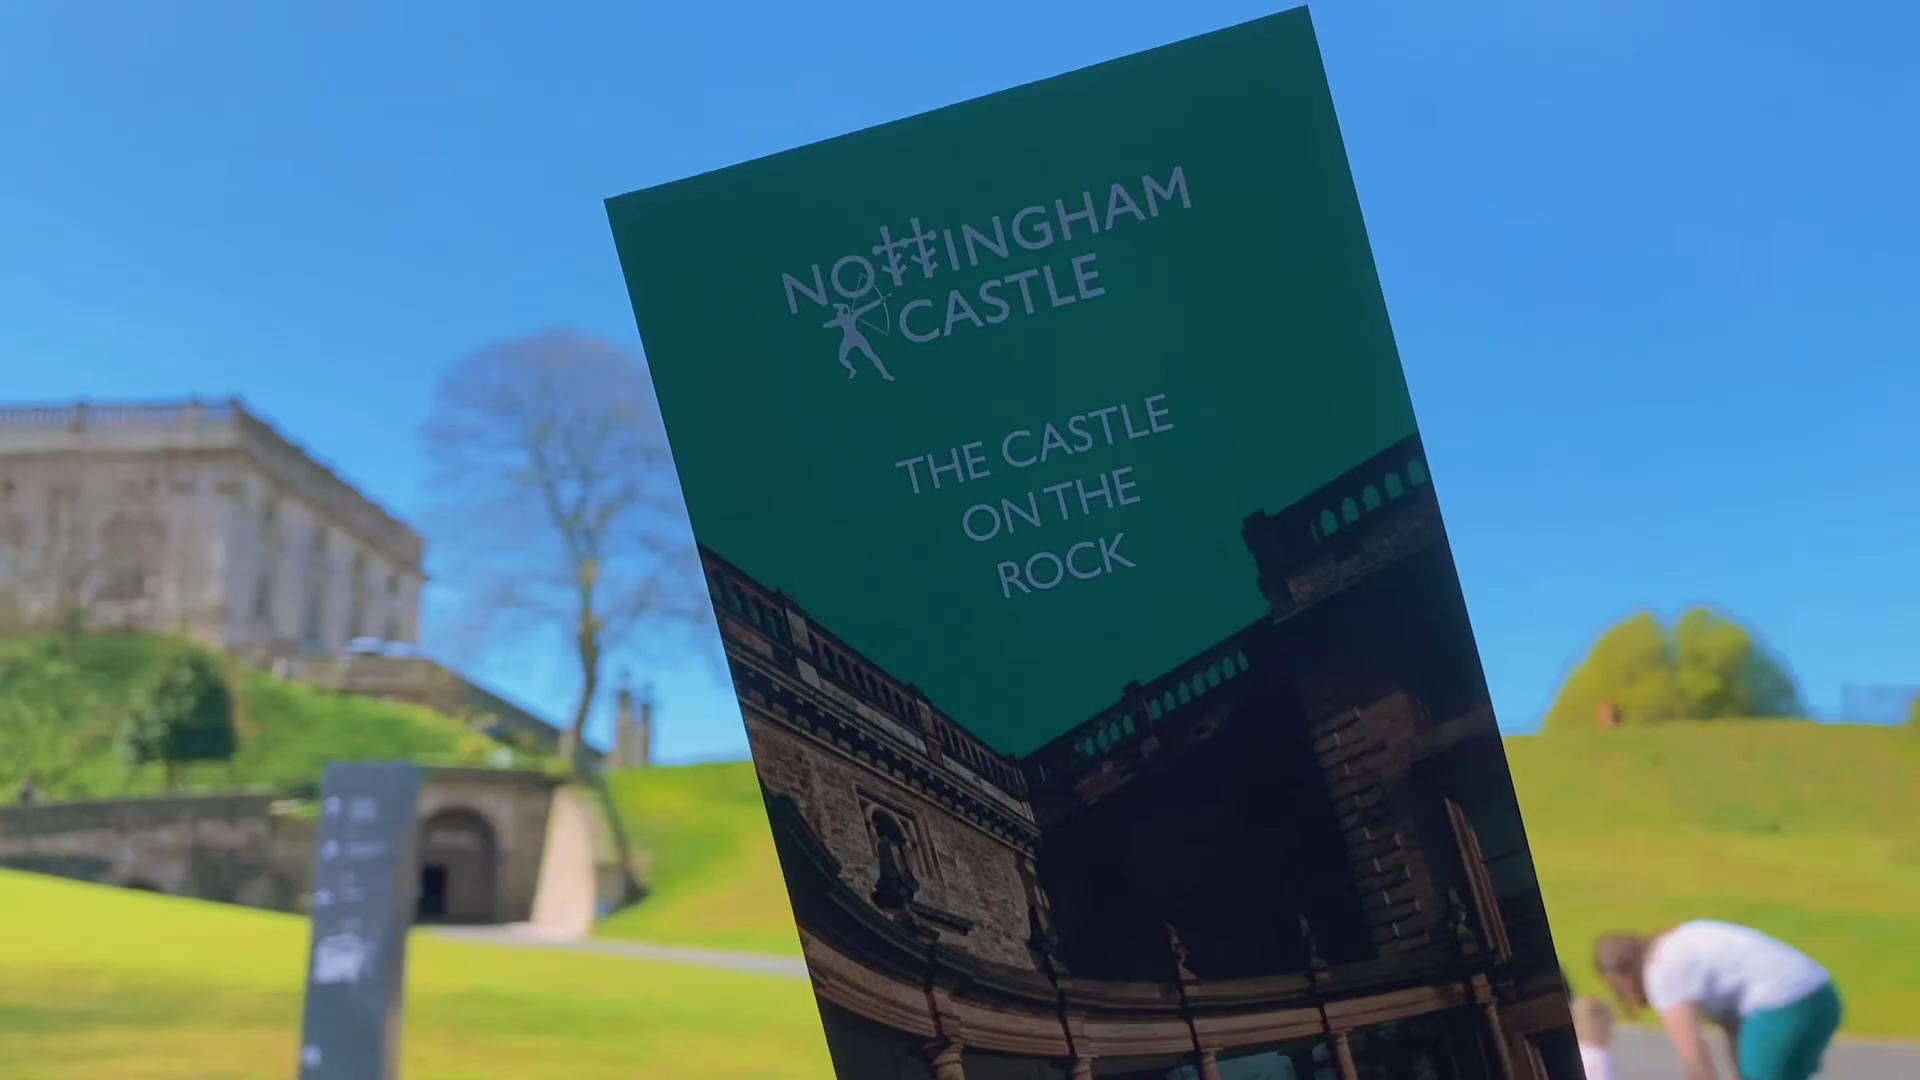 NOTTINGHAM
CASTLE
THE CASTLE
ON THE
ROCK